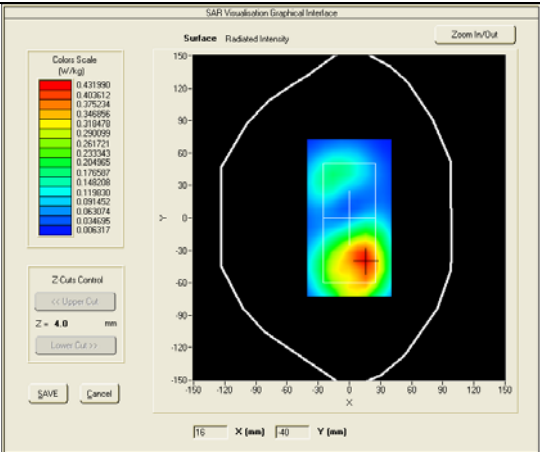 SAR Visualisation Graphical Interface
Surface Radiated Intensity
Zoom In/Out
Colors Scale
(W/kg)
0.431990
0.403612
0.375234
0.346856
0.318478
0.290099
0.261721
0.233343
0.204965
0.176587
0.148208
0.119830
0.091452
0.063074
0.034695
0.006317
Z-Cuts Control
<< Upper Cut
Z = 4.0 mm
Lower Cut >>
SAVE Cancel
150
120
90
60
30
0
-30
-60
-90
-120
-150
Y
-150 -120 -90 -60 -30 0 30 60 90 120 150
X
16 X (mm) -40 Y (mm)